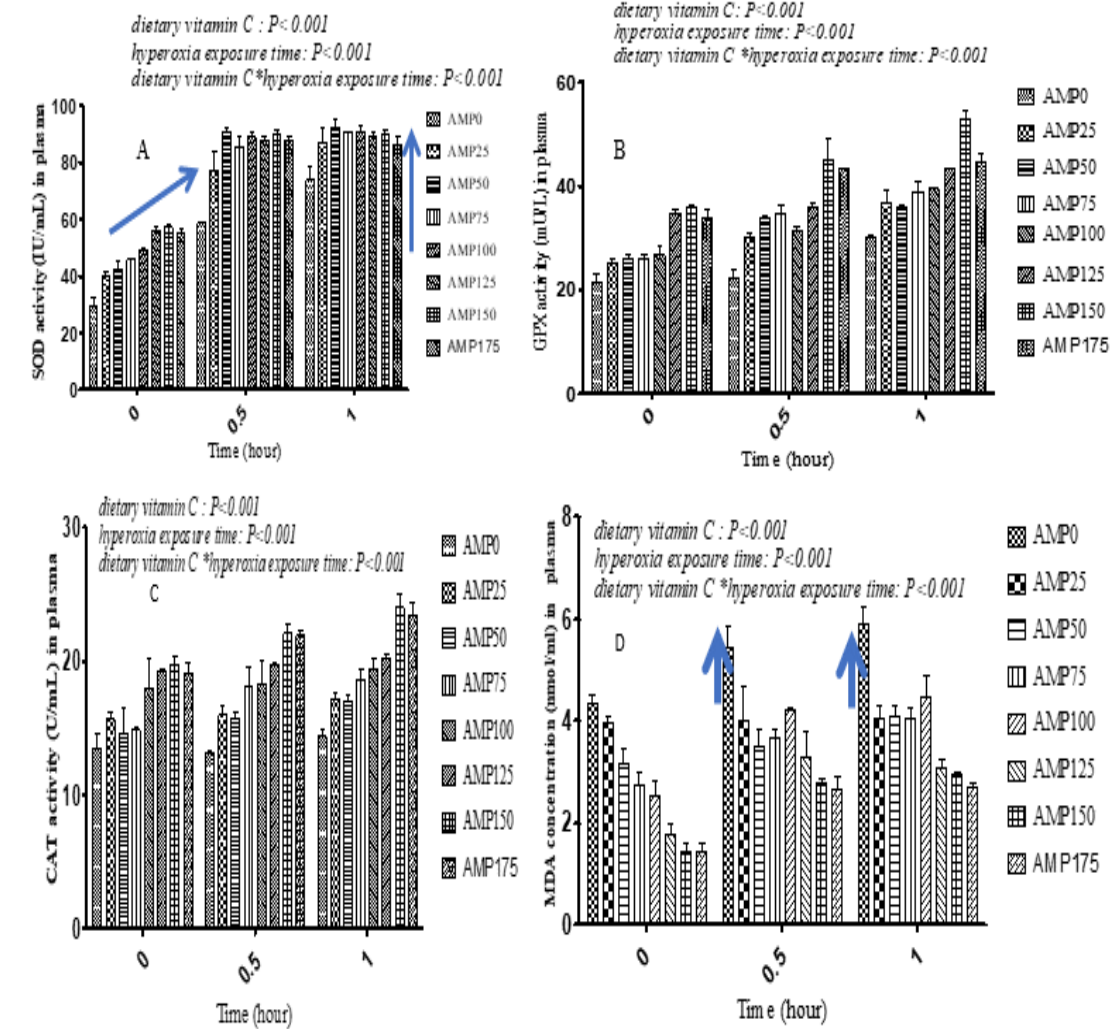 dietary vitamin C : P<0.001
hyperoxia exposure time: P<0.001
dietary vitamin C *hyperoxia exposure time: P<0.001
SOD activity (IU/mL) in plasma
100
80
60
40
20
0
A
AMP0
AMP25
AMP50
AMP75
AMP100
AMP125
AMP150
AMP175
0
0.5
1
Time (hour)
dietary vitamin C: P<0.001
hyperoxia exposure time: P<0.001
dietary vitamin C *hyperoxia exposure time: P<0.001
GPX activity (mU/L) in plasma
60
40
20
0
B
AMP0
AMP25
AMP50
AMP75
AMP100
AMP125
AMP150
AMP175
0
0.5
1
Time (hour)
dietary vitamin C : P<0.001
hyperoxia exposure time: P<0.001
dietary vitamin C *hyperoxia exposure time: P<0.001
CAT activity (U/mL) in plasma
30
20
10
0
C
AMP0
AMP25
AMP50
AMP75
AMP100
AMP125
AMP150
AMP175
0
0.5
1
Time (hour)
dietary vitamin C : P<0.001
hyperoxia exposure time: P<0.001
dietary vitamin C *hyperoxia exposure time: P<0.001
MDA concentration (nmol/ml) in plasma
8
6
4
2
0
D
AMP0
AMP25
AMP50
AMP75
AMP100
AMP125
AMP150
AMP175
0
0.5
1
Time (hour)